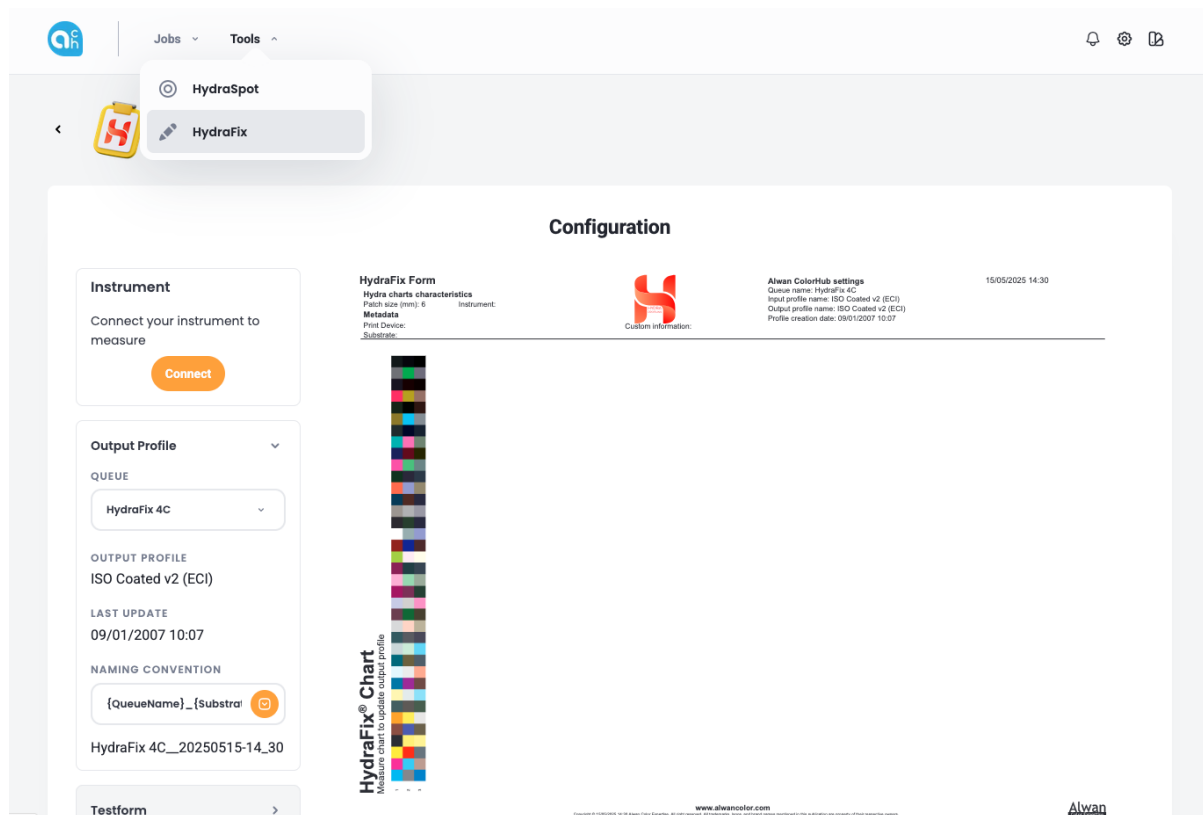 ach
Jobs
Tools
HydraSpot
HydraFix
Configuration
Instrument
Connect your instrument to
measure
Connect
Output Profile
QUEUE
HydraFix 4C
OUTPUT PROFILE
ISO Coated v2 (ECI)
LAST UPDATE
09/01/2007 10:07
NAMING CONVENTION
{QueueName}_{Substrat
HydraFix 4C__20250515-14_30
Testform
HydraFix Form
Hydra charts characteristics
Patch size (mm): 6 Instrument:
Metadata
Print Device:
Substrate:
Custom information:
Alwan ColorHub settings
Queue name: HydraFix 4C
Input profile name: ISO Coated v2 (ECI)
Output profile name: ISO Coated v2 (ECI)
Profile creation date: 09/01/2007 10:07
15/05/2025 14:30
HydraFix® Chart
Measure chart to update output profile
www.alwancolor.com
Alwan